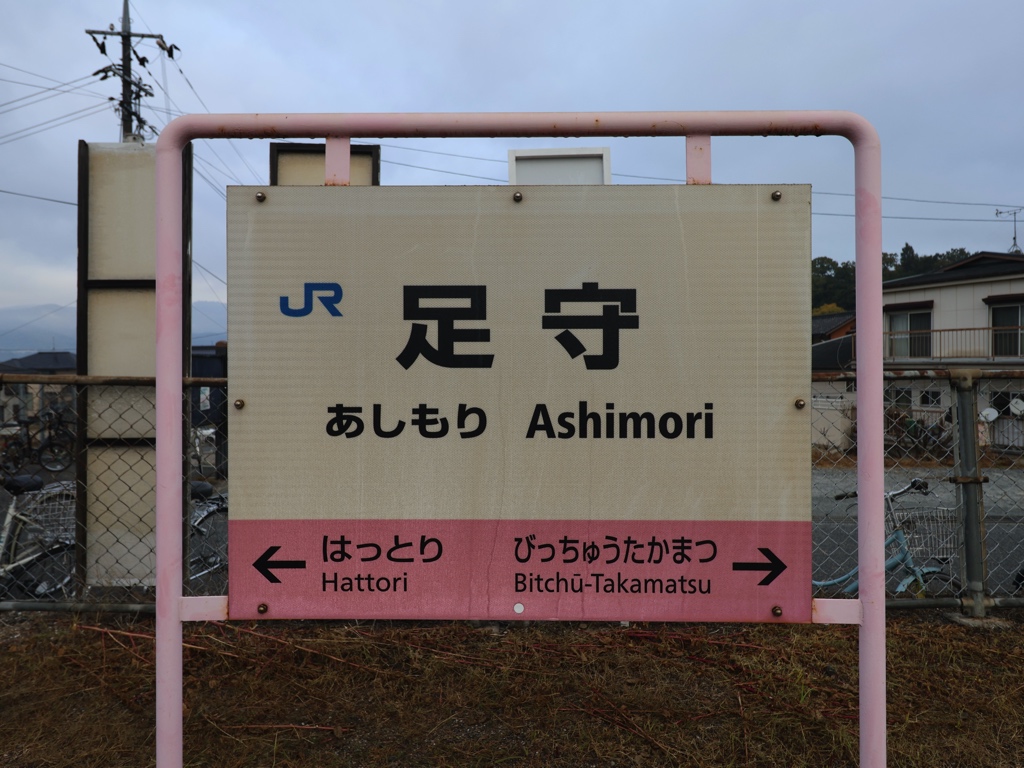 JR 足守
あしもり Ashimori
← はっとり びっちゅうたかまつ →
Hattori Bitchū-Takamatsu